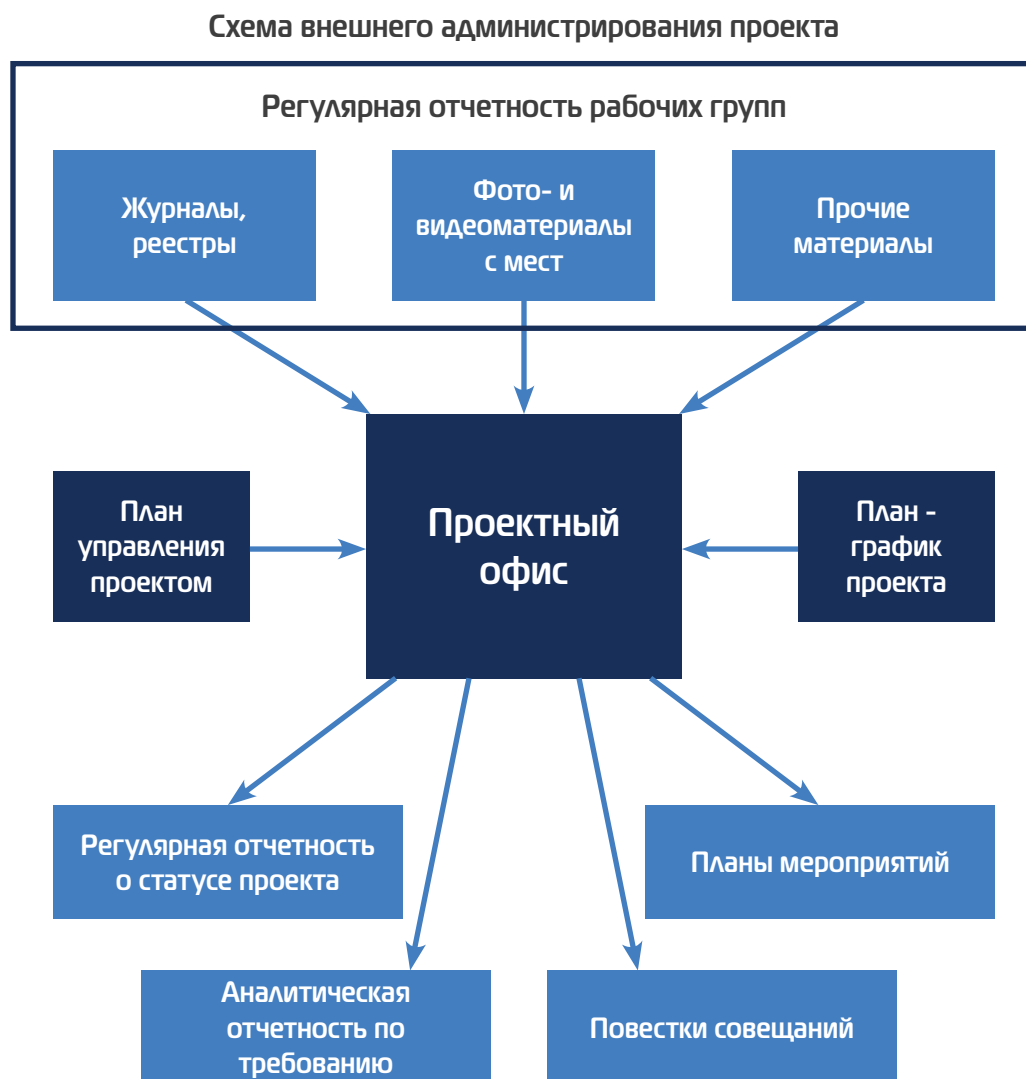 Схема внешнего администрирования проекта
Регулярная отчетность рабочих групп
Журналы,
реестры
Фото- и
видеоматериалы
с мест
Прочие
материалы
План
управления
проектом
Проектный
офис
План -
график
проекта
Регулярная отчетность
о статусе проекта
Планы мероприятий
Аналитическая
отчетность по
требованию
Повестки совещаний